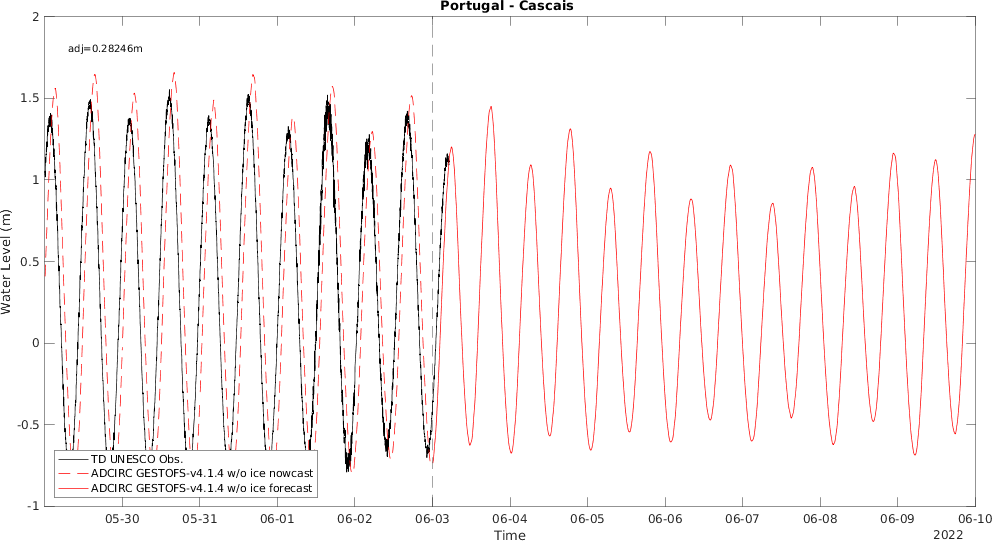 Portugal - Cascais
adj=0.28246m
Water Level (m)
2
1.5
1
0.5
0
-0.5
-1
TD UNESCO Obs.
ADCIRC GESTOFS-v4.1.4 w/o ice nowcast
ADCIRC GESTOFS-v4.1.4 w/o ice forecast
05-30 05-31 06-01 06-02 06-03 06-04 06-05 06-06 06-07 06-08 06-09 06-10
Time
2022